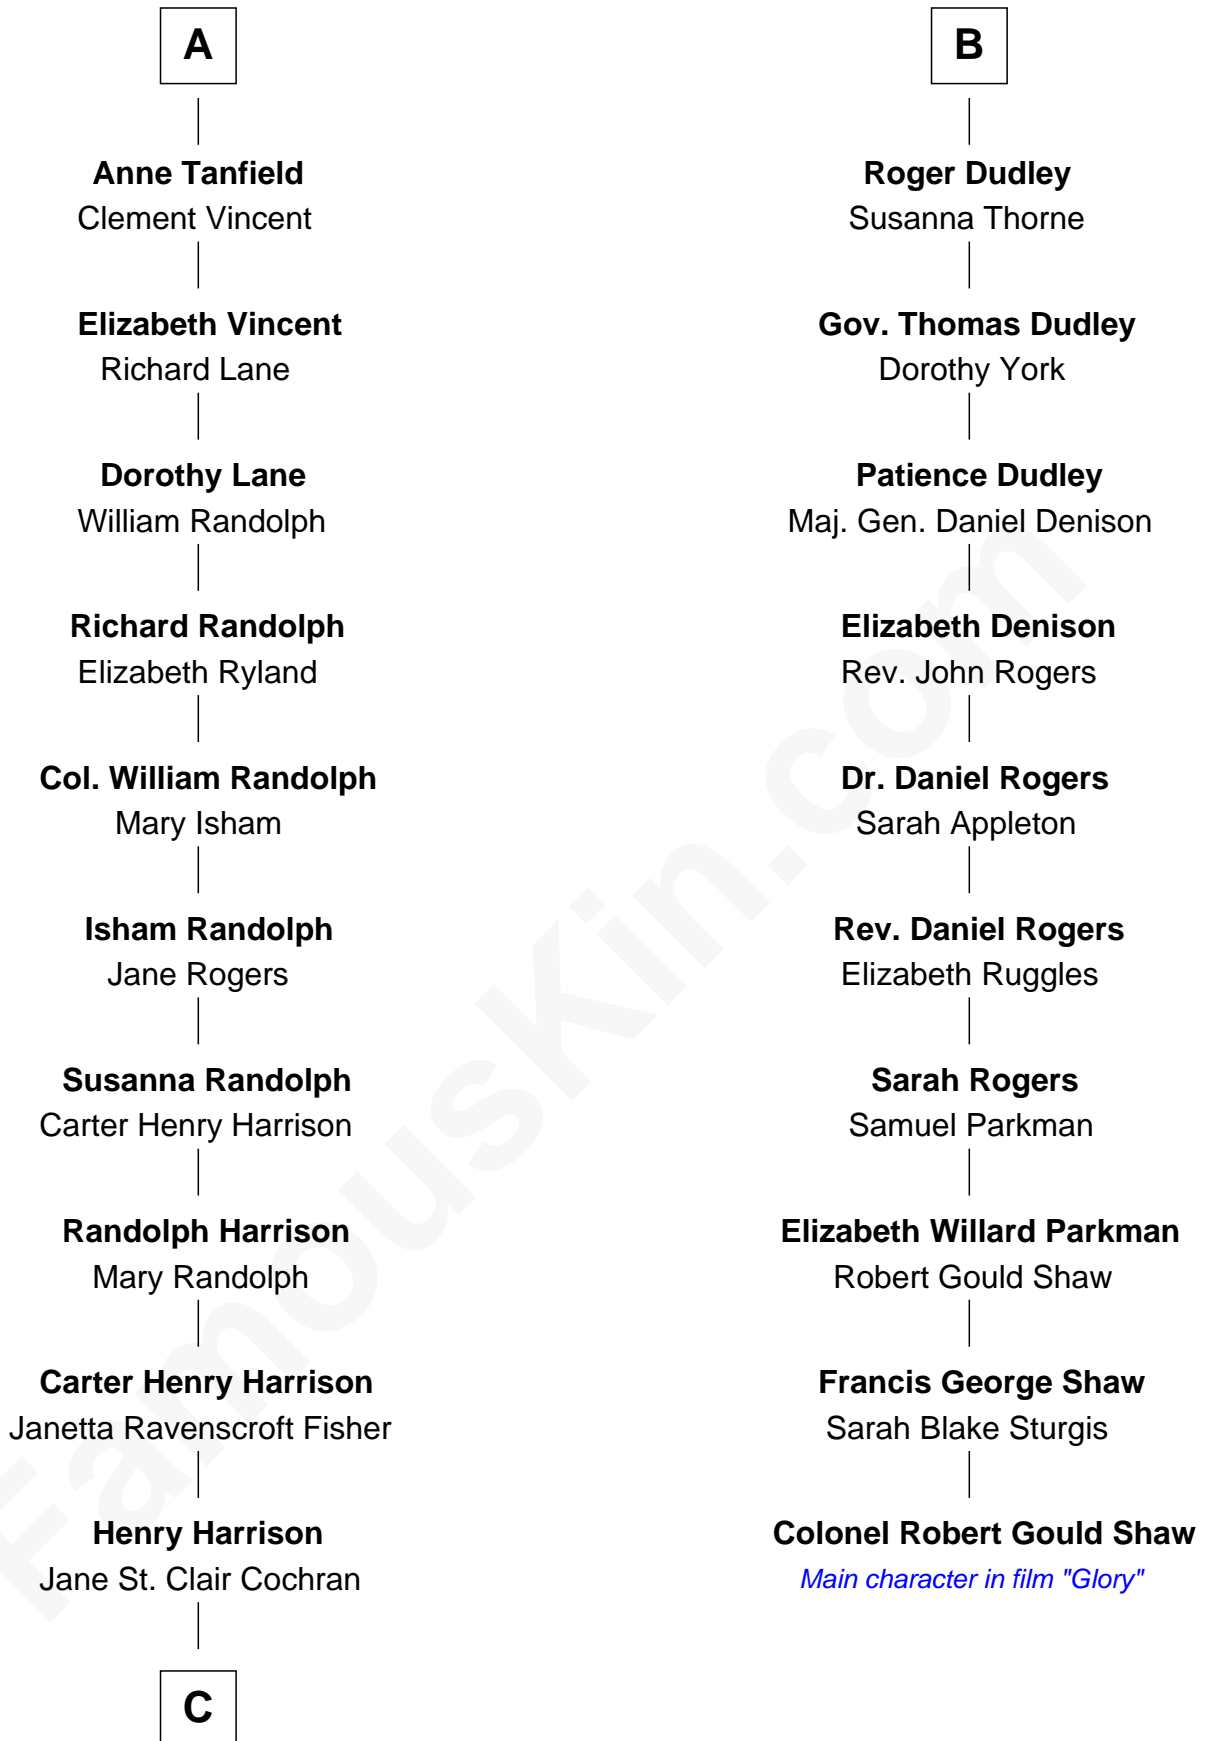 A
Anne Tanfield
Clement Vincent
Elizabeth Vincent
Richard Lane
Dorothy Lane
William Randolph
Richard Randolph
Elizabeth Ryland
Col. William Randolph
Mary Isham
Isham Randolph
Jane Rogers
Susanna Randolph
Carter Henry Harrison
Randolph Harrison
Mary Randolph
Carter Henry Harrison
Janetta Ravenscroft Fisher
Henry Harrison
Jane St. Clair Cochran
C
B
Roger Dudley
Susanna Thorne
Gov. Thomas Dudley
Dorothy York
Patience Dudley
Maj. Gen. Daniel Denison
Elizabeth Denison
Rev. John Rogers
Dr. Daniel Rogers
Sarah Appleton
Rev. Daniel Rogers
Elizabeth Ruggles
Sarah Rogers
Samuel Parkman
Elizabeth Willard Parkman
Robert Gould Shaw
Francis George Shaw
Sarah Blake Sturgis
Colonel Robert Gould Shaw
Main character in film "Glory"
FamousKin.com